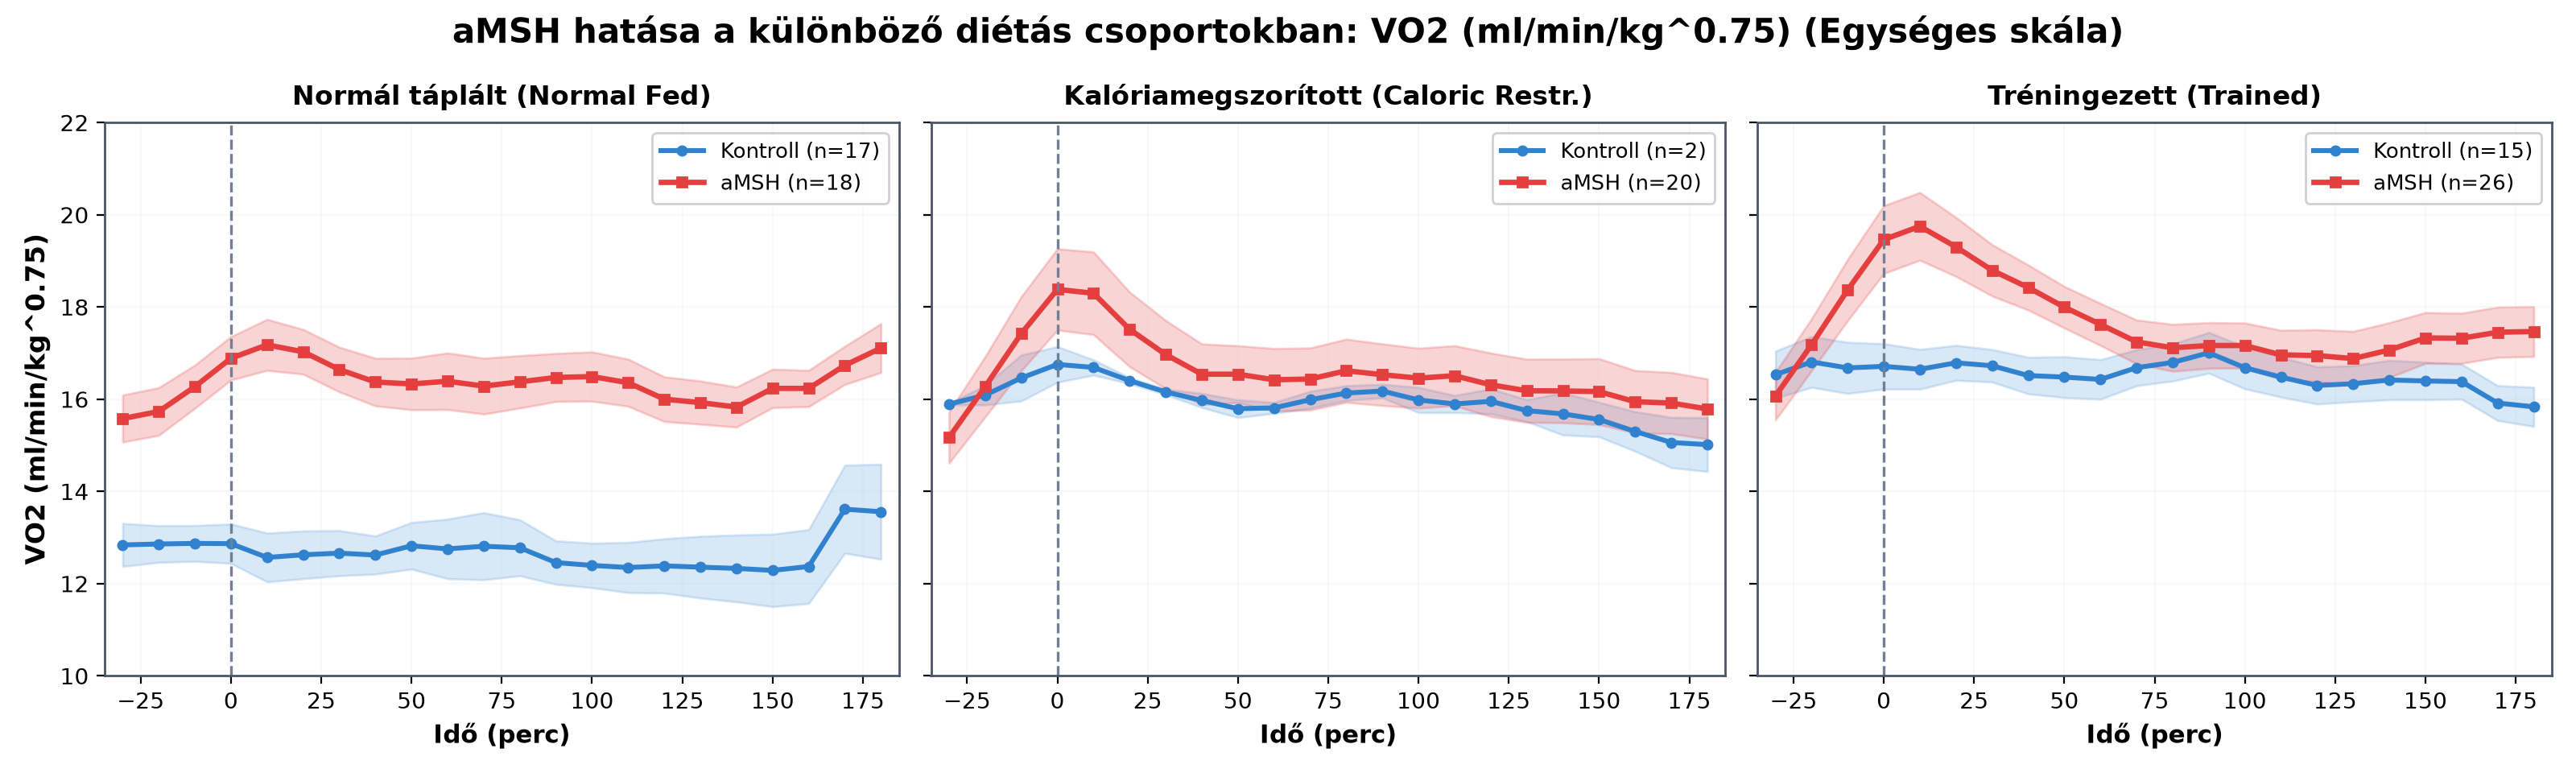 aMSH hatása a különböző diétás csoportokban: VO2 (ml/min/kg^0.75) (Egységes skála)
Normál táplált (Normal Fed)
Kalóriamegszorított (Caloric Restr.)
Tréningezett (Trained)
VO2 (ml/min/kg^0.75)
22
20
18
16
14
12
10
Kontroll (n=17)
aMSH (n=18)
Kontroll (n=2)
aMSH (n=20)
Kontroll (n=15)
aMSH (n=26)
−25 0 25 50 75 100 125 150 175
−25 0 25 50 75 100 125 150 175
−25 0 25 50 75 100 125 150 175
Idő (perc)
Idő (perc)
Idő (perc)